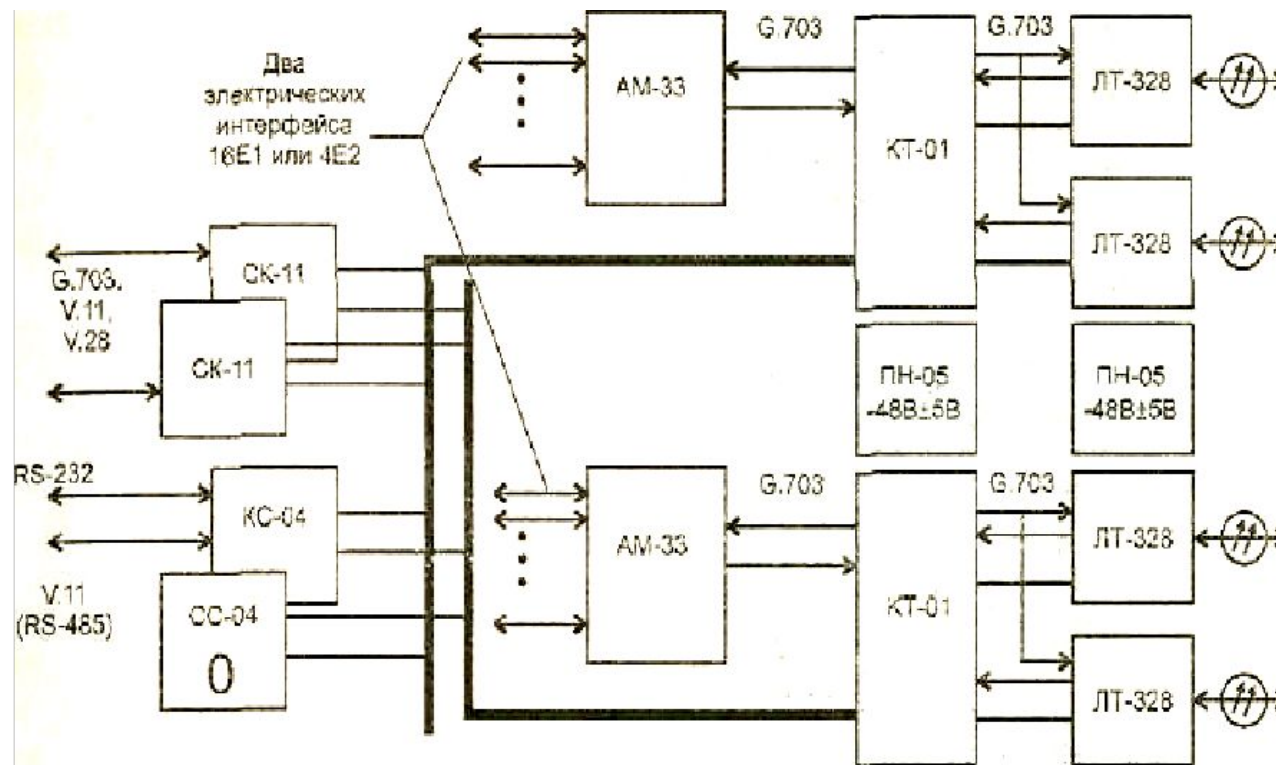 Два
электрических
интерфейса
16Е1 или 4Е2
АМ-33
G.703
КТ-01
G.703
ЛТ-328
ЛТ-328
СК-11
G.703,
V.11,
V.28
СК-11
ПН-05
-48В±5В
ПН-05
-48В±5В
RS-232
КС-04
V.11
(RS-485)
СС-04
0
АМ-33
G.703
КТ-01
G.703
ЛТ-328
ЛТ-328